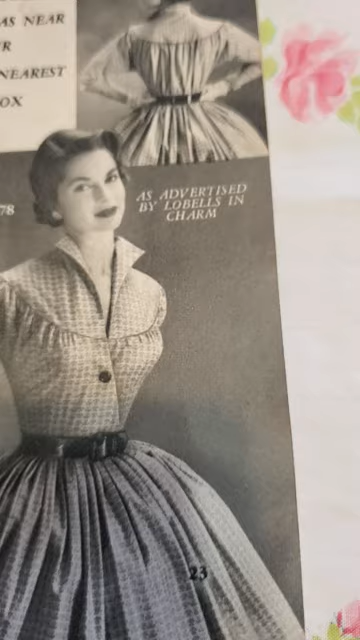 AS NEAR
R
NEAREST
OX
78
AS ADVERTISED
BY LOBELLS IN
CHARM
23